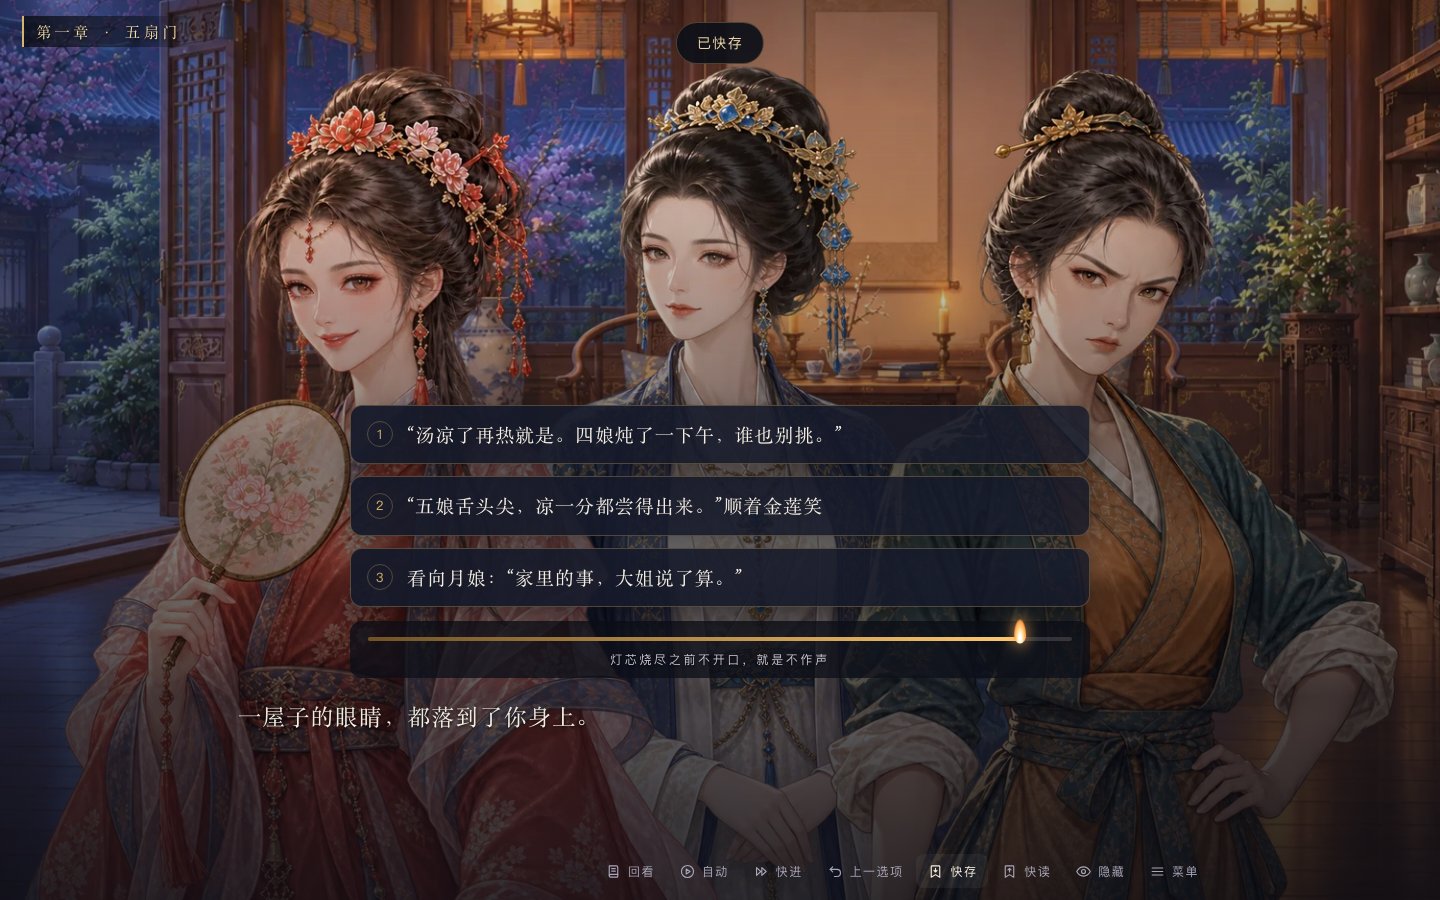 第一章 · 五扇门
已快存
1 “汤凉了再热就是。四娘炖了一下午，谁也别挑。”
2 “五娘舌头尖，凉一分都尝得出来。”顺着金莲笑
3 看向月娘：“家里的事，大姐说了算。”
灯芯烧尽之前不开口，就是不作声
一屋子的眼睛，都落到了你身上。
回看 自动 快进 上一选项 快存 快读 隐藏 菜单